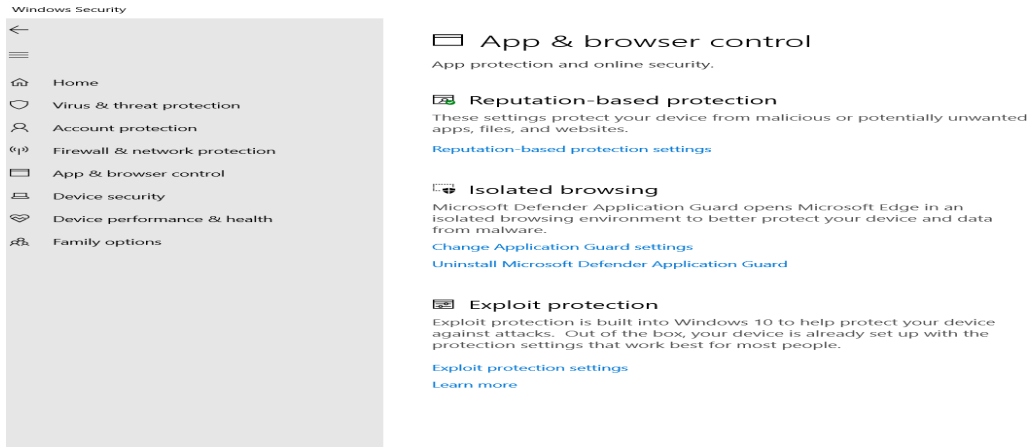 Windows Security
Home
Virus & threat protection
Account protection
Firewall & network protection
App & browser control
Device security
Device performance & health
Family options
App & browser control
App protection and online security.
Reputation-based protection
These settings protect your device from malicious or potentially unwanted
apps, files, and websites.
Reputation-based protection settings
Isolated browsing
Microsoft Defender Application Guard opens Microsoft Edge in an
isolated browsing environment to better protect your device and data
from malware.
Change Application Guard settings
Uninstall Microsoft Defender Application Guard
Exploit protection
Exploit protection is built into Windows 10 to help protect your device
against attacks.  Out of the box, your device is already set up with the
protection settings that work best for most people.
Exploit protection settings
Learn more